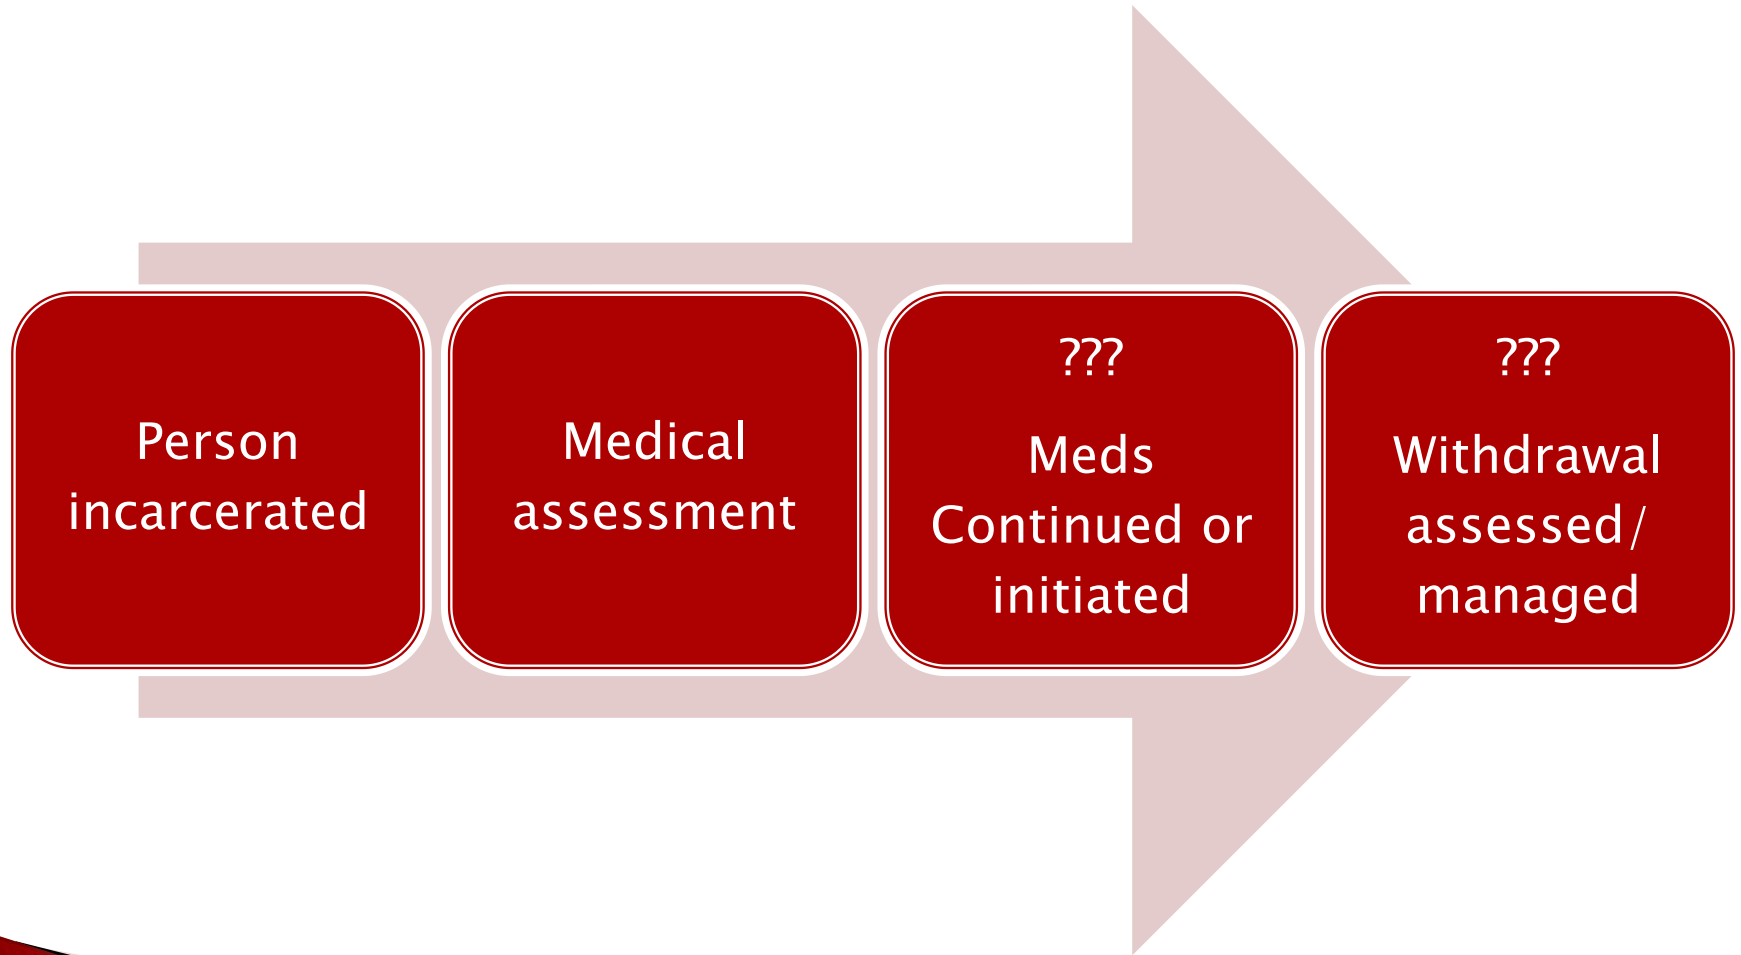 Person
incarcerated
Medical
assessment
???
Meds
Continued or
initiated
???
Withdrawal
assessed/
managed